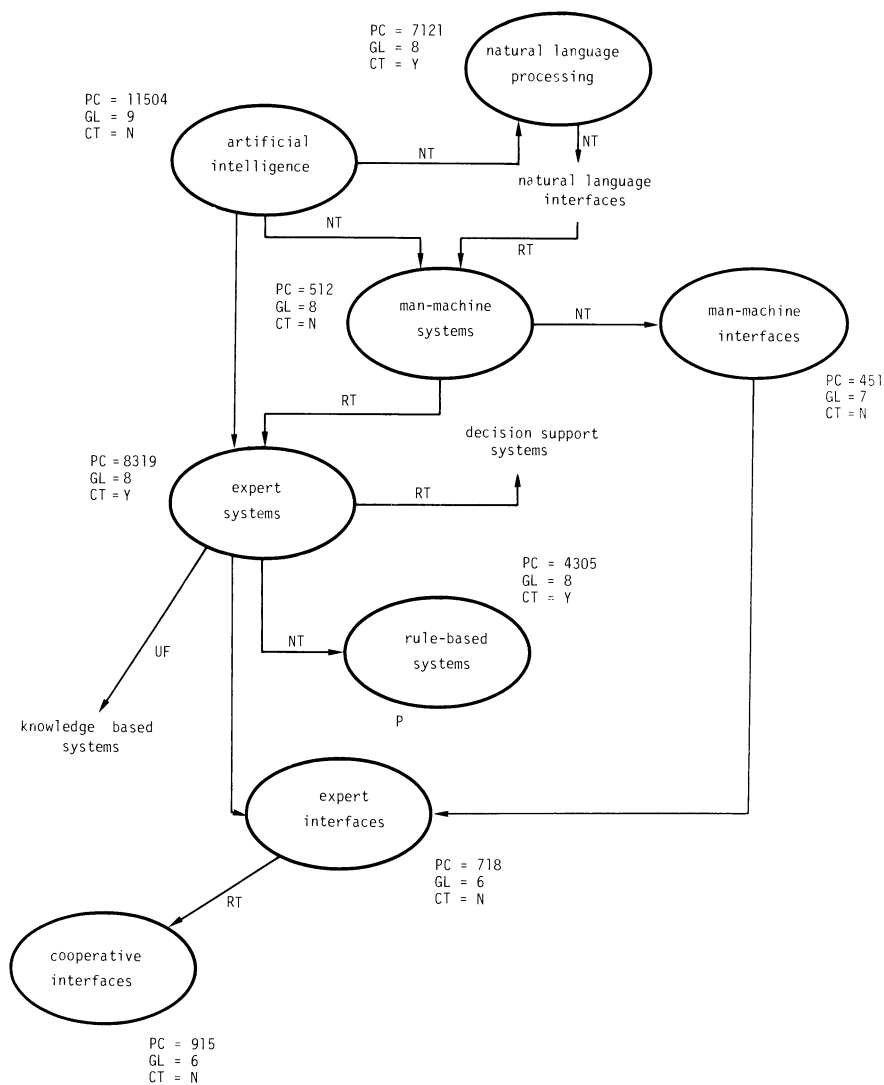 PC = 7121
GL = 8
CT = Y
natural language
processing
PC = 11504
GL = 9
CT = N
artificial
intelligence
NT
NT
natural language
interfaces
NT
RT
PC = 512
GL = 8
CT = N
man-machine
systems
NT
man-machine
interfaces
PC = 451
GL = 7
CT = N
RT
decision support
systems
PC = 8319
GL = 8
CT = Y
expert
systems
RT
PC = 4305
GL = 8
CT = Y
NT
rule-based
systems
UF
P
knowledge based
systems
expert
interfaces
PC = 718
GL = 6
CT = N
RT
cooperative
interfaces
PC = 915
GL = 6
CT = N